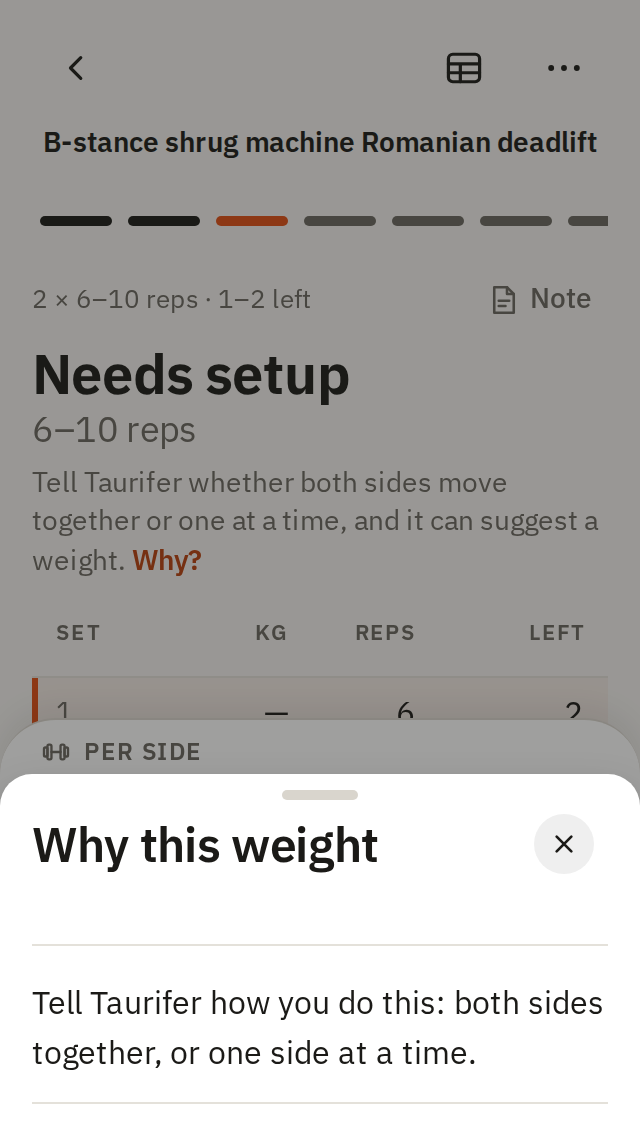 B-stance shrug machine Romanian deadlift
2 × 6–10 reps · 1–2 left
Note
Needs setup
6–10 reps
Tell Taurifer whether both sides move
together or one at a time, and it can suggest a
weight. Why?
SET KG REPS LEFT
1 — 6 2
PER SIDE
Why this weight
Tell Taurifer how you do this: both sides
together, or one side at a time.